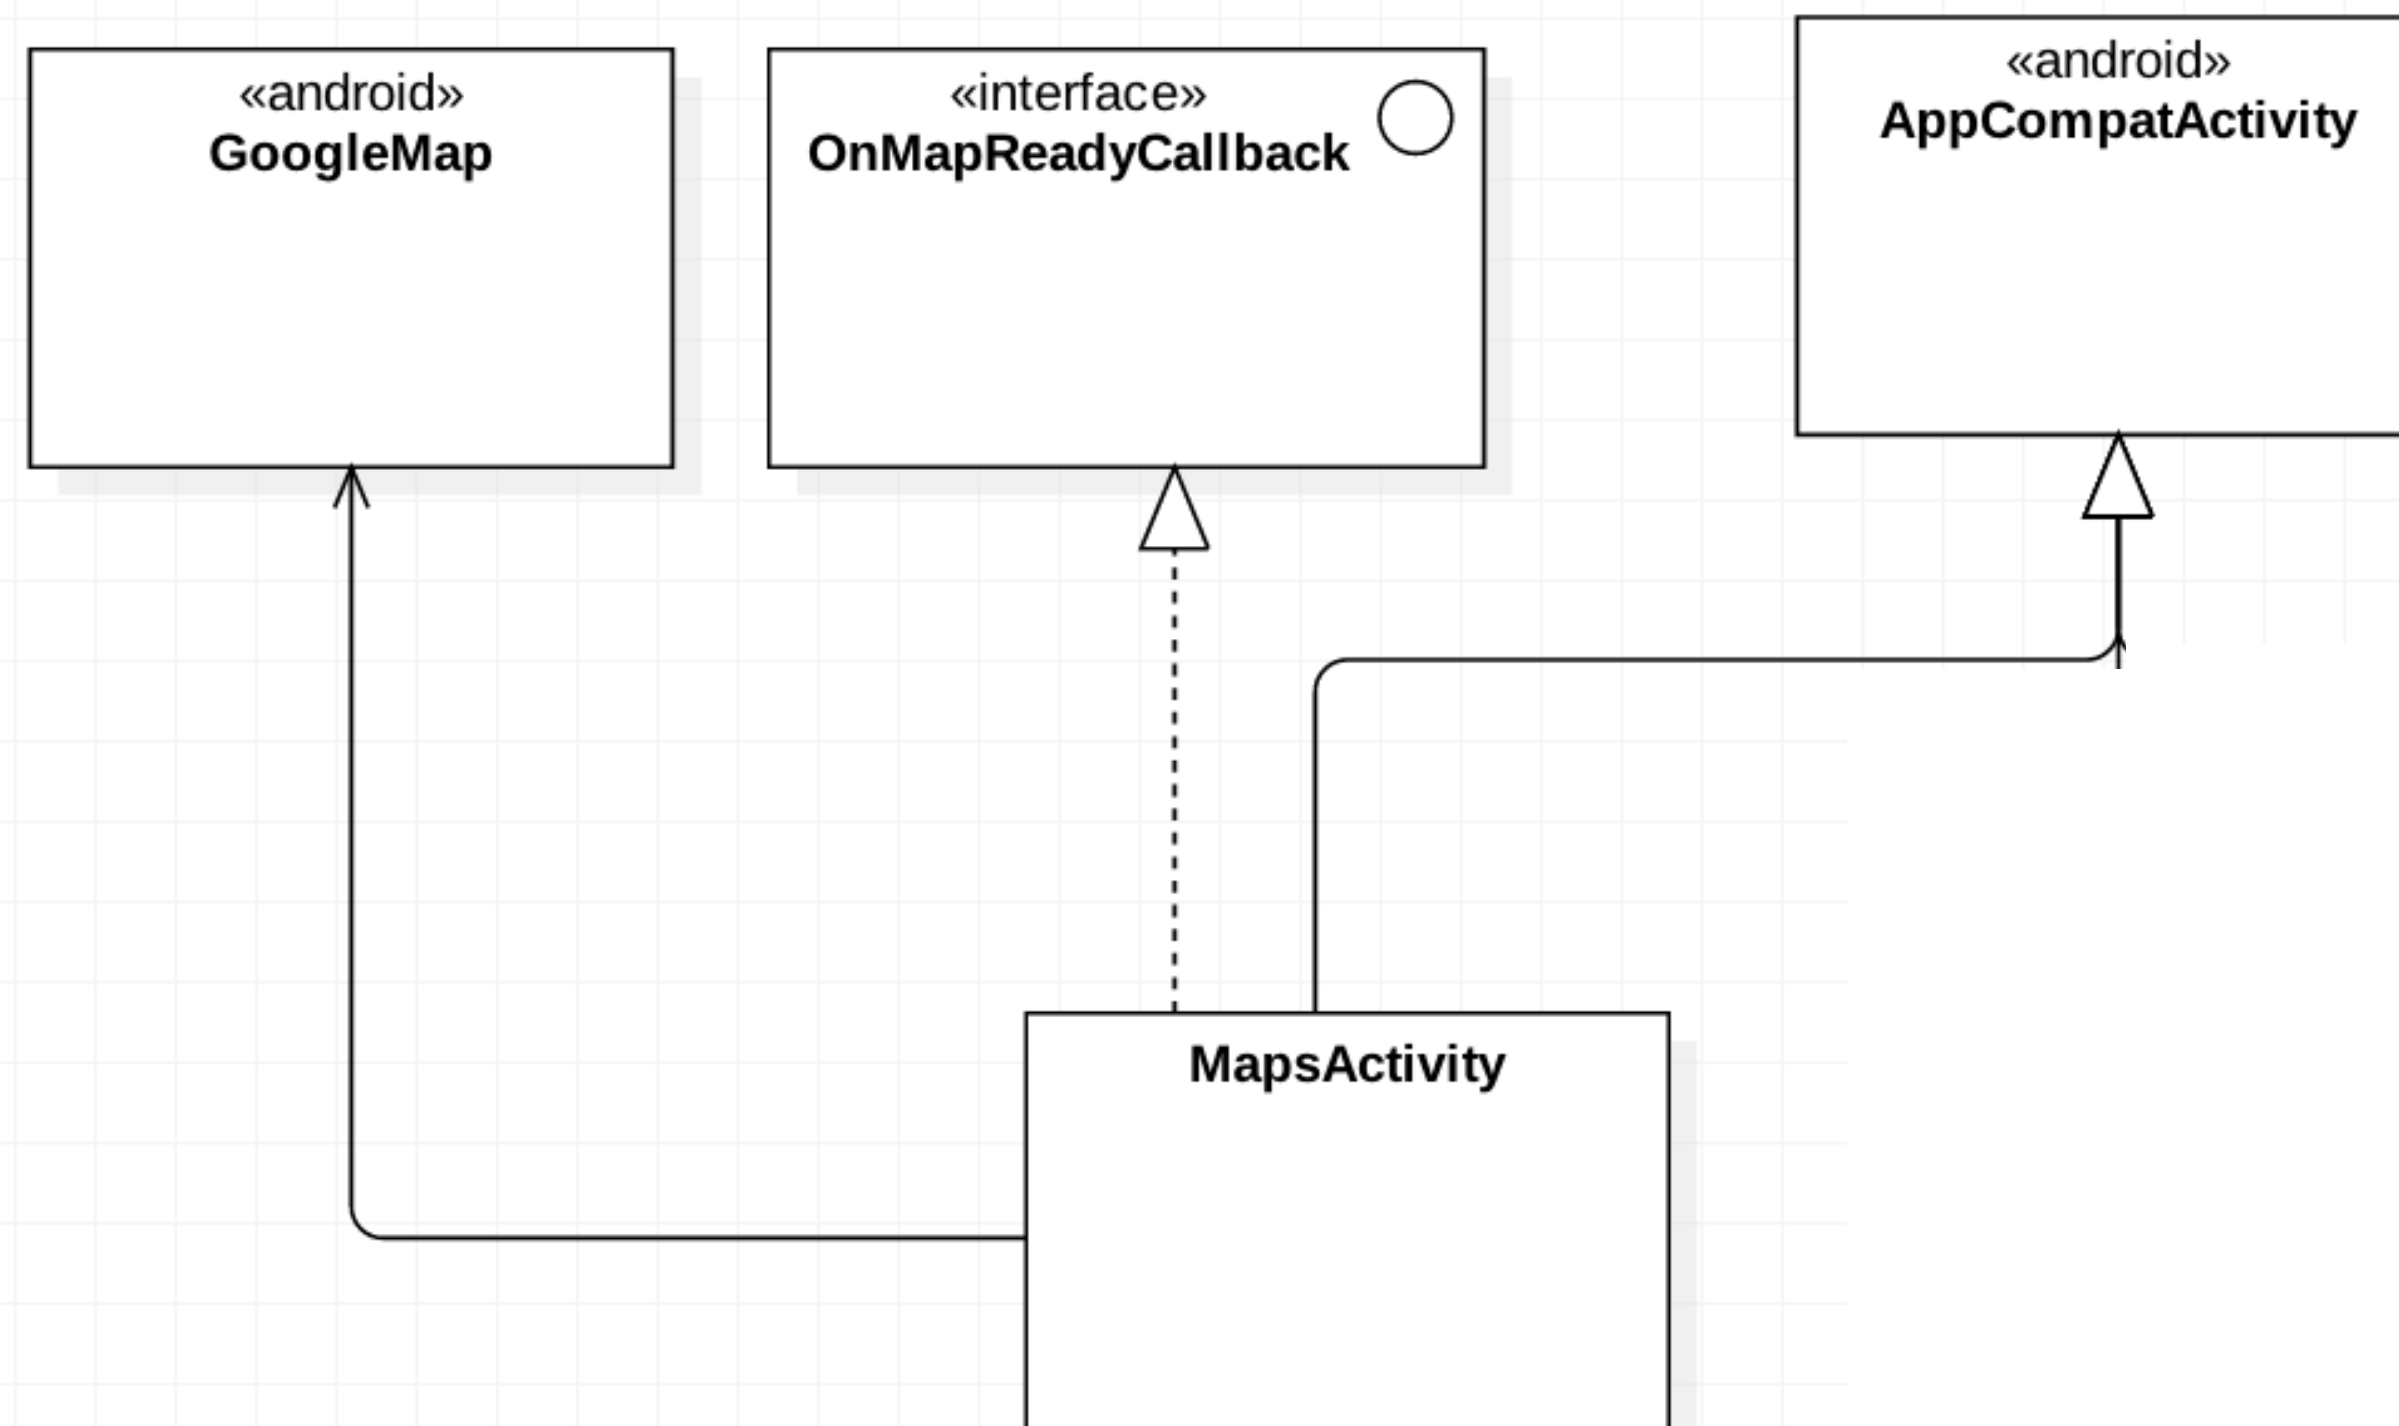 «android»
GoogleMap
«interface»
OnMapReadyCallback
«android»
AppCompatActivity
MapsActivity